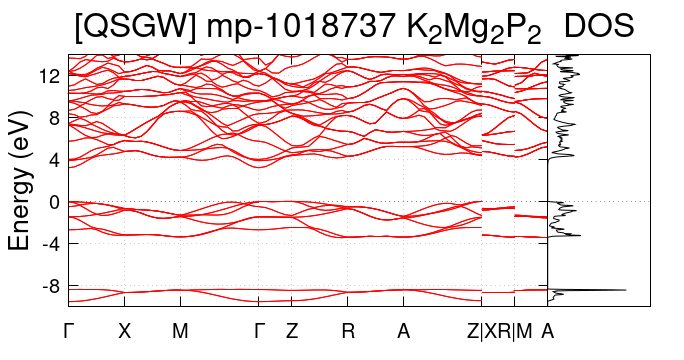 [QSGW] mp-1018737 K₂Mg₂P₂ DOS
Energy (eV)
12
8
4
0
-4
-8
Γ X M Γ Z R A Z|XR|M A